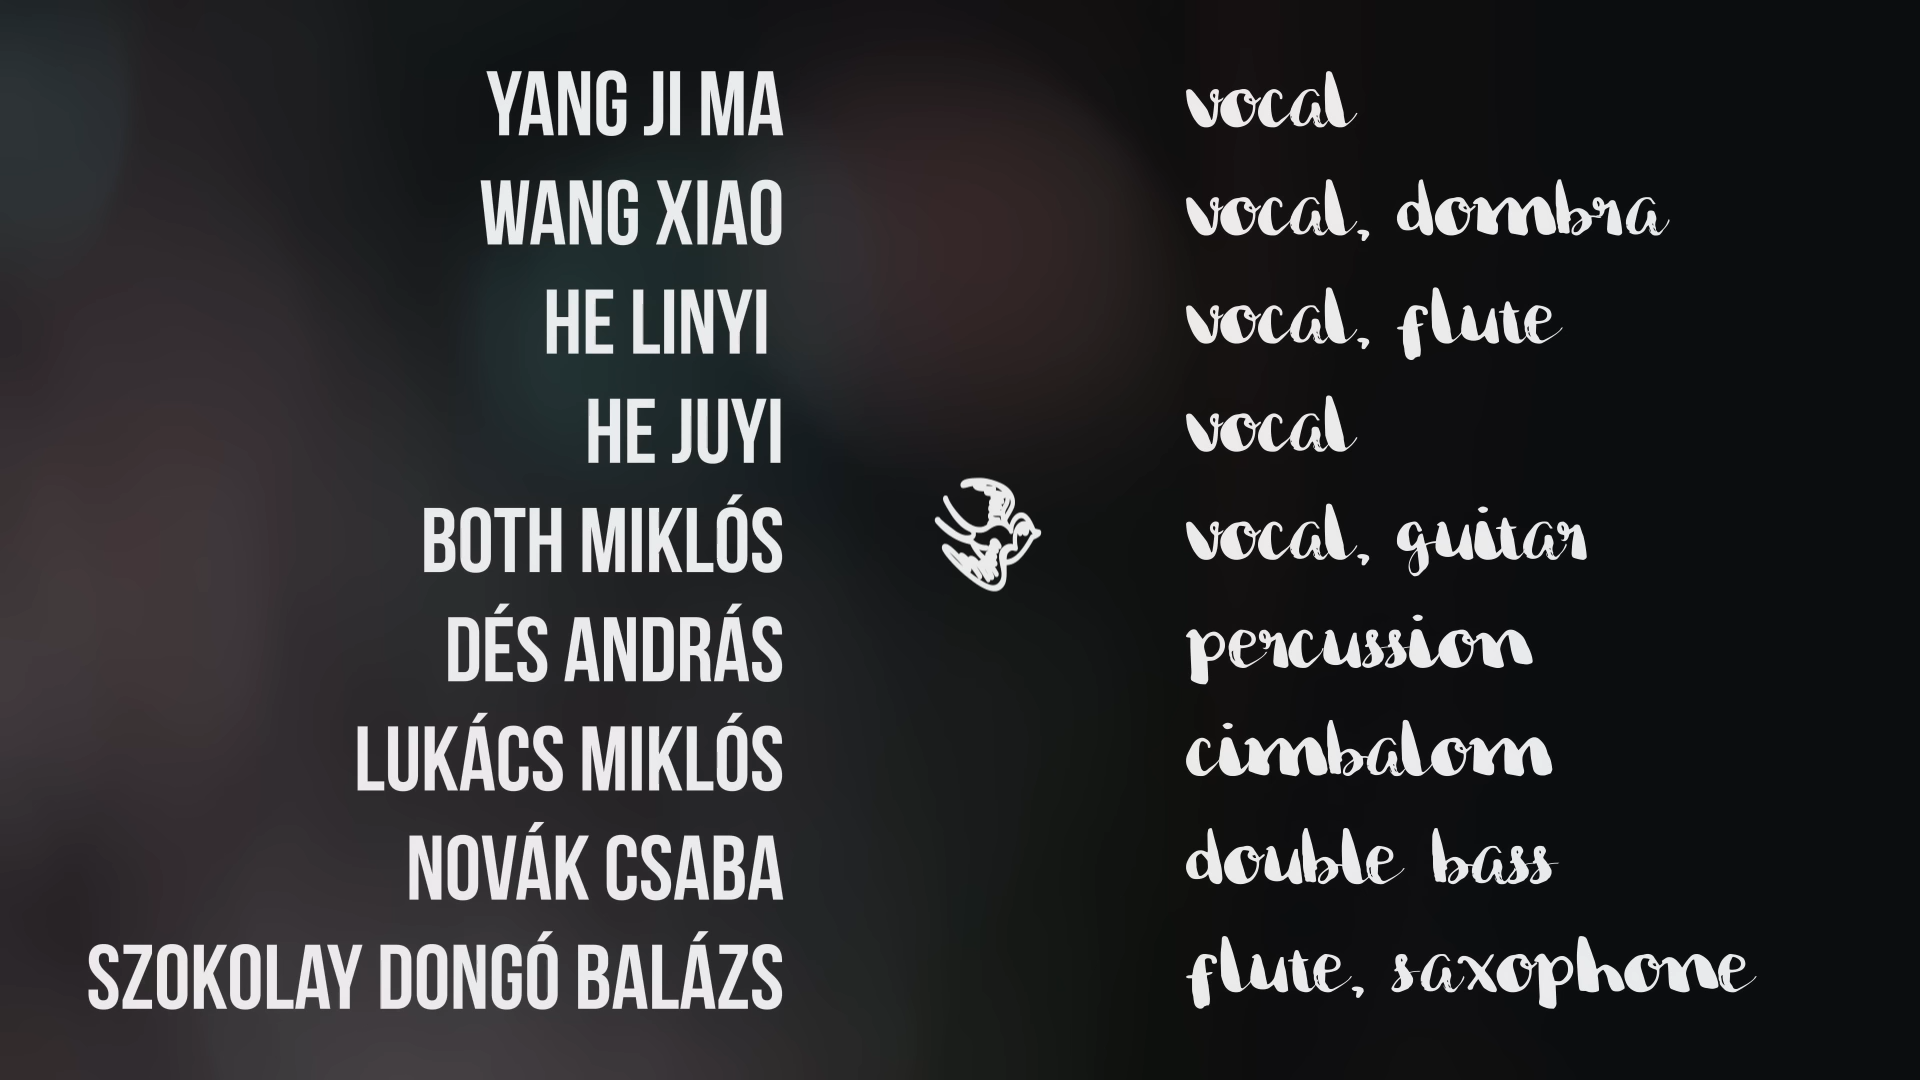 YANG JI MA vocal
WANG XIAO vocal, dombra
HE LINYI vocal, flute
HE JUYI vocal
BOTH MIKLÓS vocal, guitar
DÉS ANDRÁS percussion
LUKÁCS MIKLÓS cimbalom
NOVÁK CSABA double bass
SZOKOLAY DONGÓ BALÁZS flute, saxophone